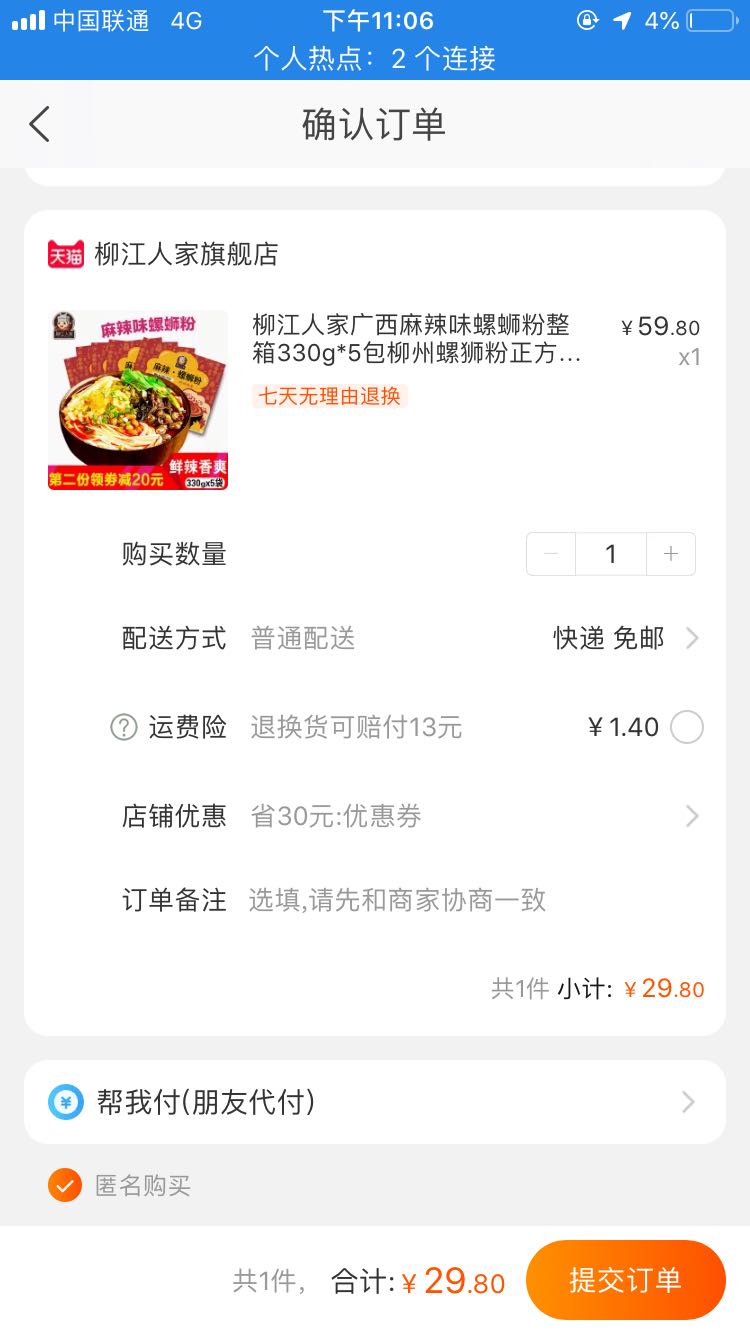 中国联通 4G 下午11:06 4%
个人热点：2 个连接
确认订单
天猫 柳江人家旗舰店
麻辣味螺蛳粉
麻辣·螺蛳粉
鲜辣香爽
第二份领券减20元 330gx5袋
柳江人家广西麻辣味螺蛳粉整 ¥59.80
箱330g*5包柳州螺狮粉正方... x1
七天无理由退换
购买数量 1
配送方式 普通配送 快递 免邮
? 运费险 退换货可赔付13元 ¥1.40
店铺优惠 省30元:优惠券
订单备注 选填,请先和商家协商一致
共1件 小计: ¥29.80
¥ 帮我付(朋友代付)
匿名购买
共1件， 合计: ¥29.80 提交订单